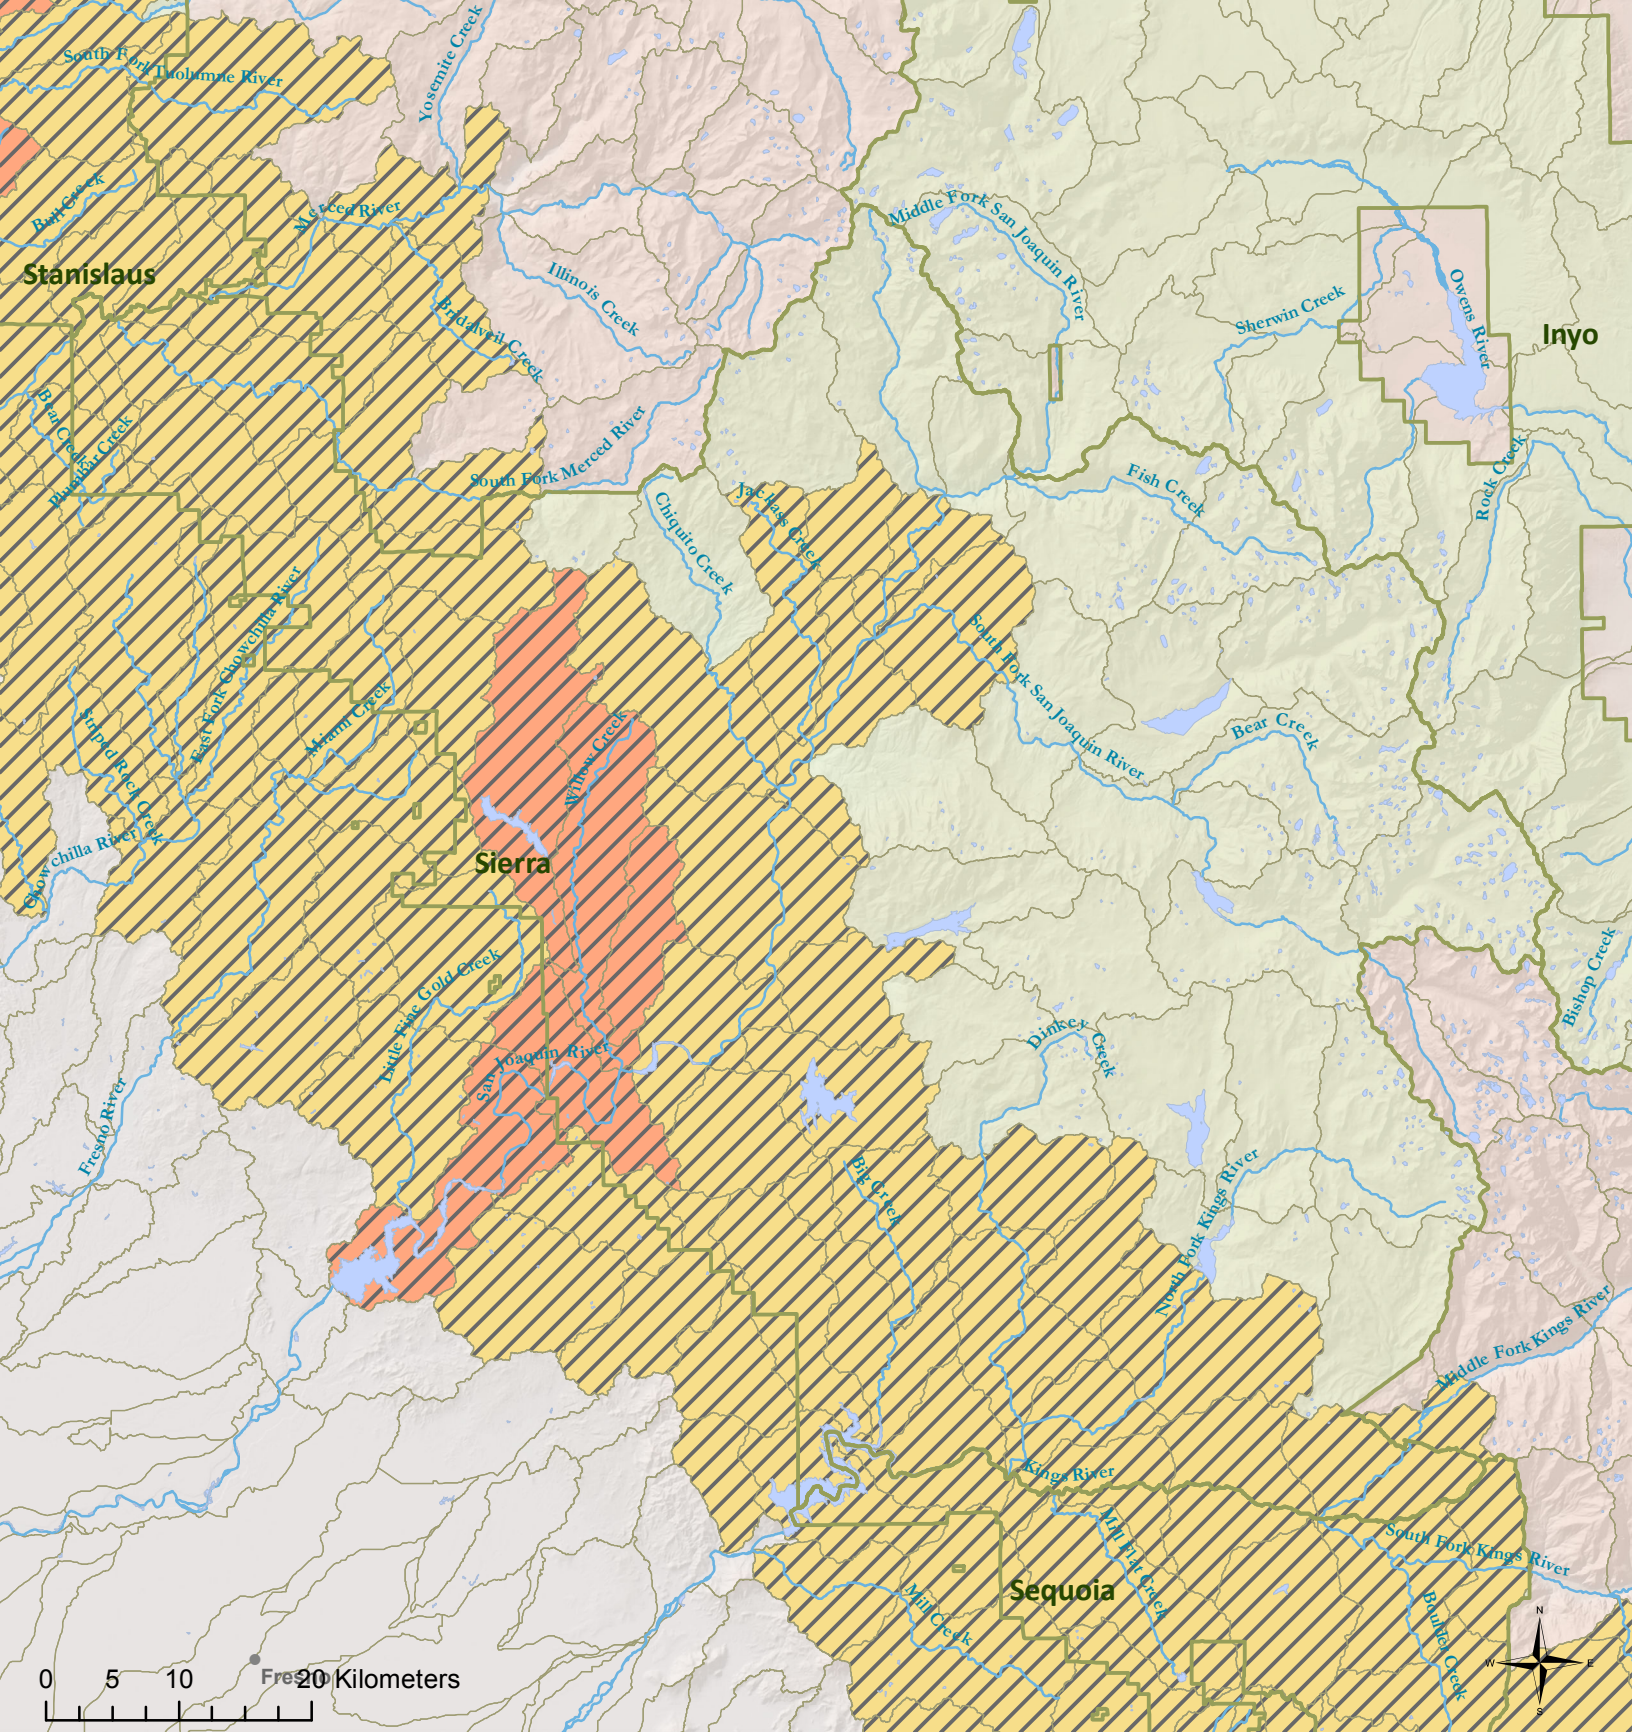 Yosemite Creek
South Fork Tuolumne River
Bull Creek
Merced River
Middle Fork San Joaquin River
Stanislaus
Illinois Creek
Owens River
Sherwin Creek
Inyo
Bridalveil Creek
Bean Creek
Plumbar Creek
South Fork Merced River
Jackass Creek
Fish Creek
Rock Creek
Chiquito Creek
East Fork Chowchilla River
South Fork San Joaquin River
Miami Creek
Striped Rock Creek
Willow Creek
Bear Creek
Chowchilla River
Sierra
Little Fine Gold Creek
Bishop Creek
San Joaquin River
Dinkey Creek
Fresno River
Big Creek
North Fork Kings River
Middle Fork Kings River
Kings River
Mill Flat Creek
South Fork Kings River
Sequoia
Mill Creek
Boulder Creek
N
W E
S
Fresno
0 5 10 20 Kilometers